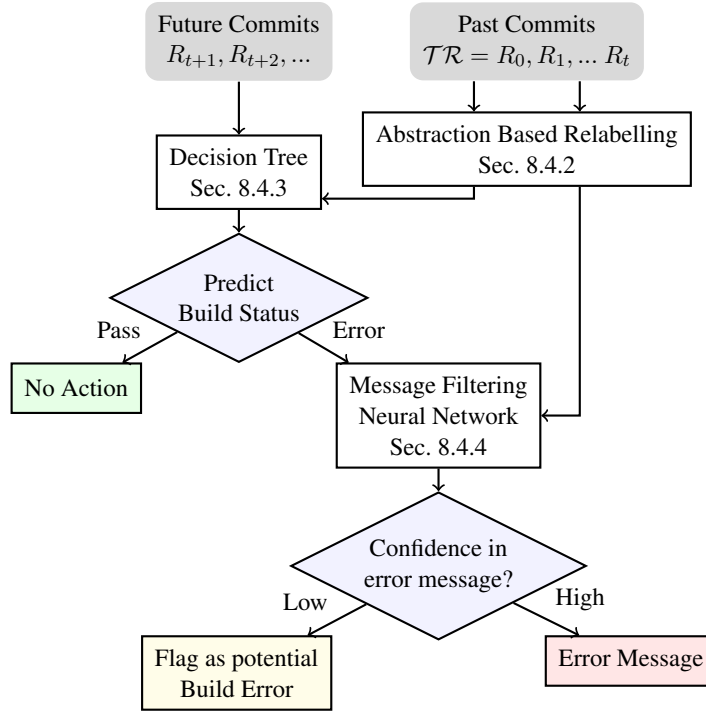 Future Commits
$R_{t+1}, R_{t+2}, ...$
Past Commits
$\mathcal{TR} = R_0, R_1, ... R_t$
Abstraction Based Relabelling
Sec. 8.4.2
Decision Tree
Sec. 8.4.3
Predict
Build Status
Pass
Error
No Action
Message Filtering
Neural Network
Sec. 8.4.4
Confidence in
error message?
Low
High
Flag as potential
Build Error
Error Message